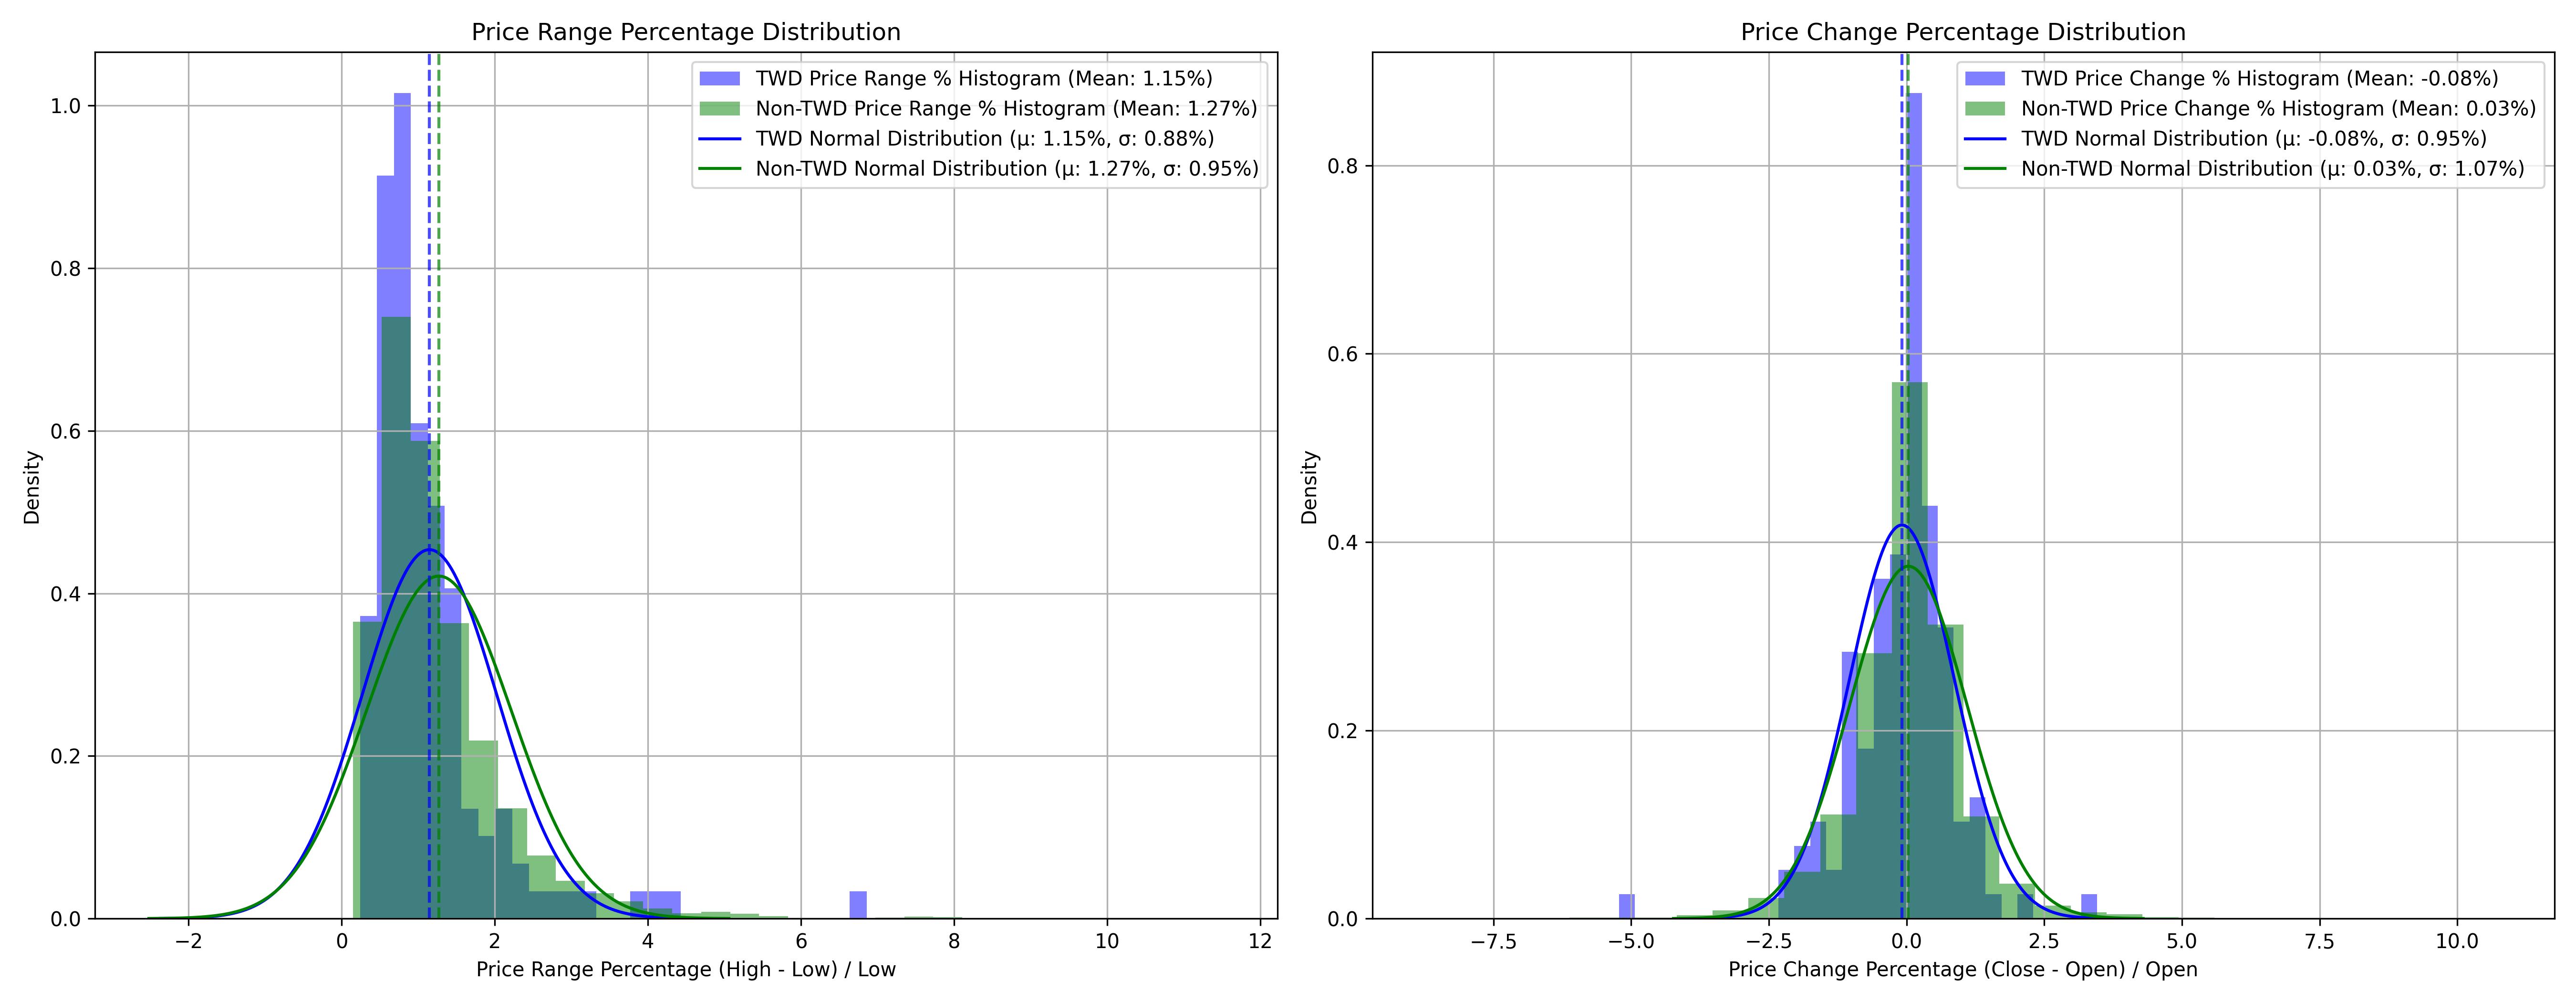 Price Range Percentage Distribution
TWD Price Range % Histogram (Mean: 1.15%)
Non-TWD Price Range % Histogram (Mean: 1.27%)
TWD Normal Distribution (μ: 1.15%, σ: 0.88%)
Non-TWD Normal Distribution (μ: 1.27%, σ: 0.95%)
Density
1.0
0.8
0.6
0.4
0.2
0.0
−2 0 2 4 6 8 10 12
Price Range Percentage (High - Low) / Low
Price Change Percentage Distribution
TWD Price Change % Histogram (Mean: -0.08%)
Non-TWD Price Change % Histogram (Mean: 0.03%)
TWD Normal Distribution (μ: -0.08%, σ: 0.95%)
Non-TWD Normal Distribution (μ: 0.03%, σ: 1.07%)
Density
0.8
0.6
0.4
0.2
0.0
−7.5 −5.0 −2.5 0.0 2.5 5.0 7.5 10.0
Price Change Percentage (Close - Open) / Open